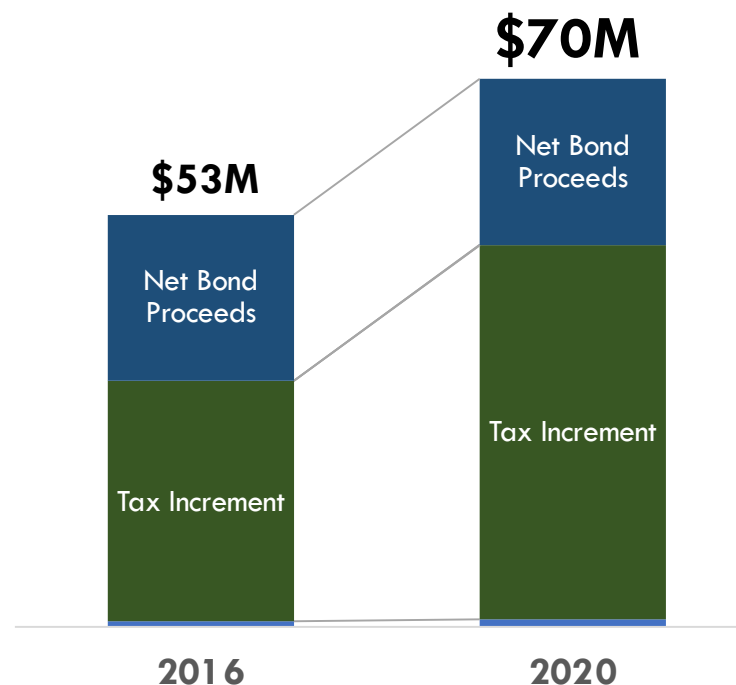 $70M
$53M
Net Bond
Proceeds
Net Bond
Proceeds
Tax Increment
Tax Increment
2016
2020